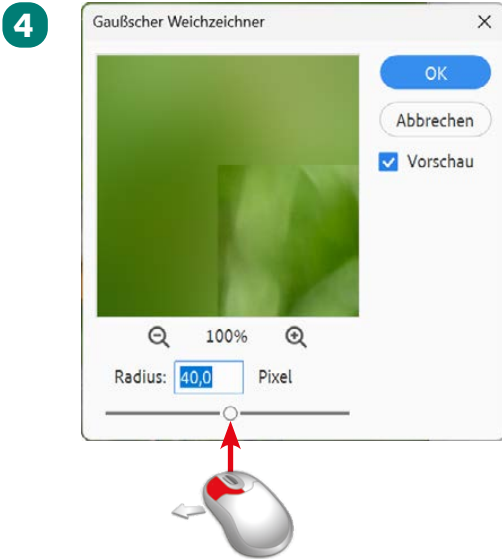 4
Gaußscher Weichzeichner
OK
Abbrechen
Vorschau
100%
Radius: 40,0 Pixel